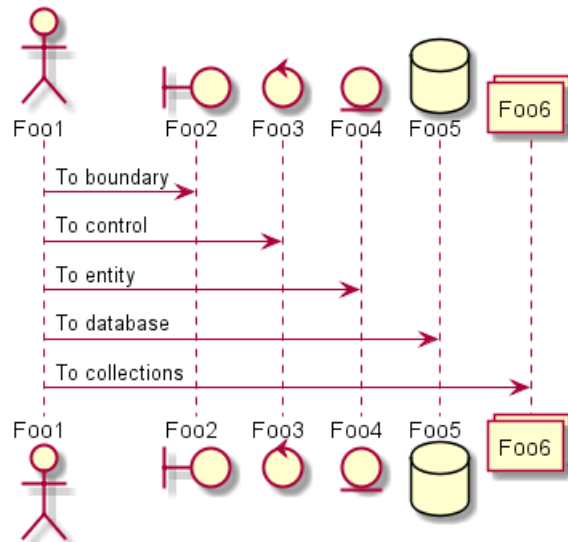 Foo1 Foo2 Foo3 Foo4 Foo5 Foo6
To boundary
To control
To entity
To database
To collections
Foo1 Foo2 Foo3 Foo4 Foo5 Foo6